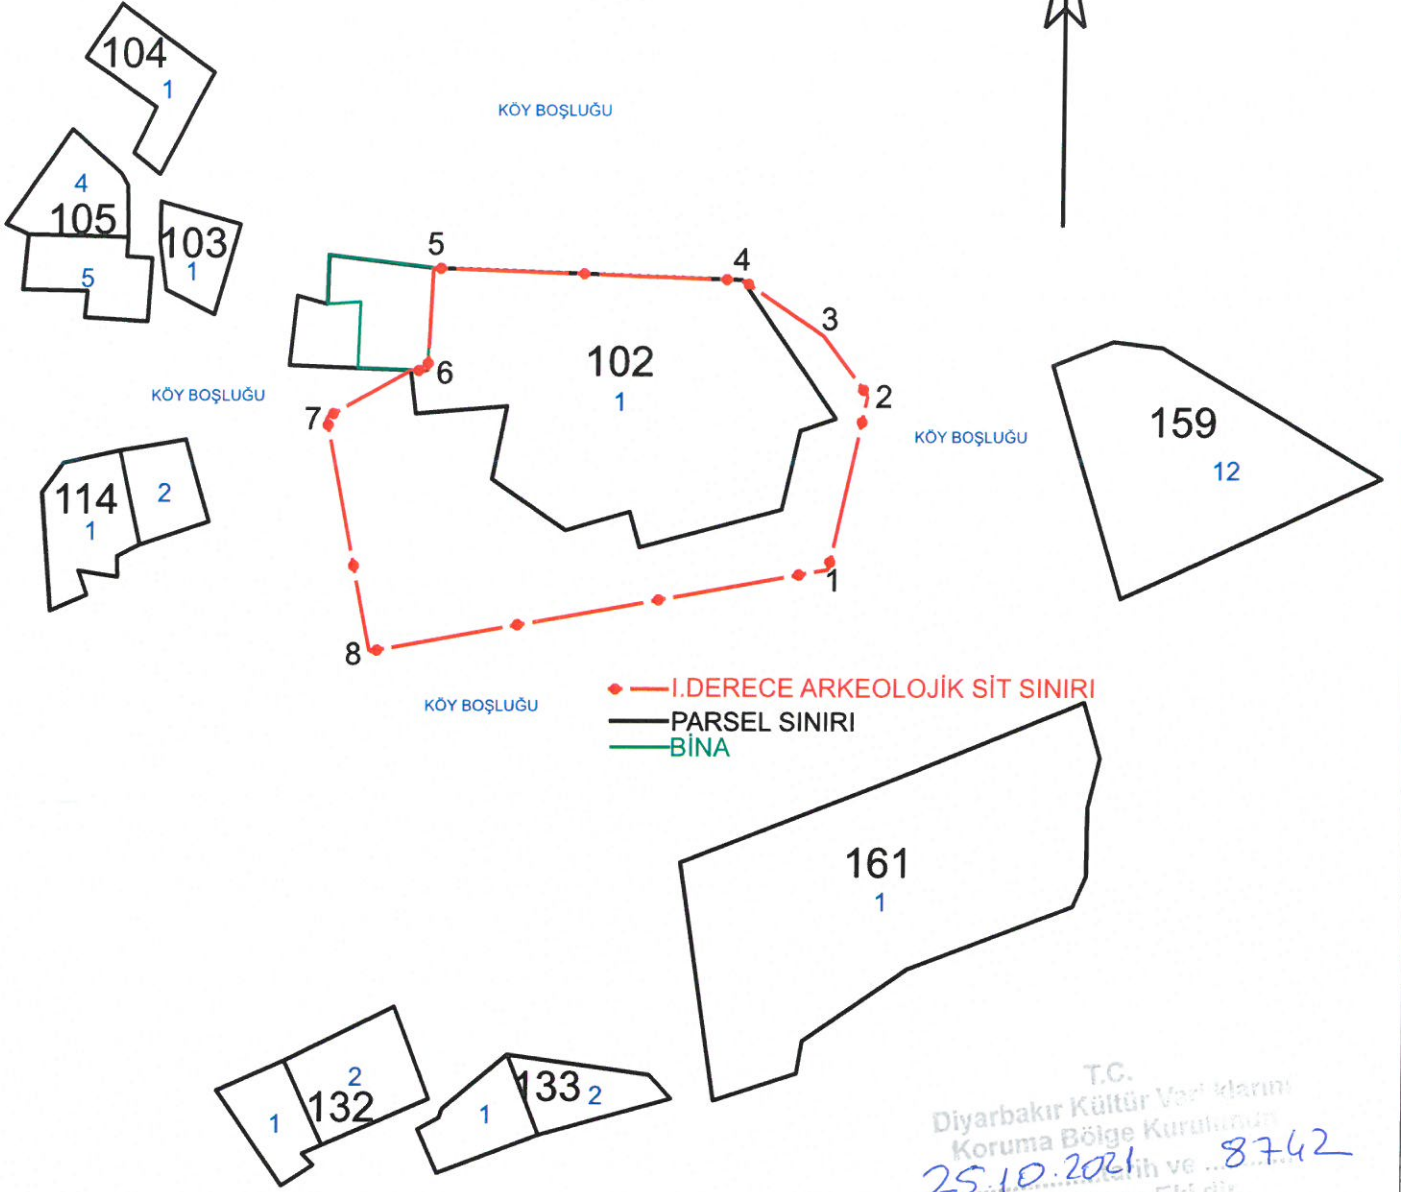 104
1
KÖY BOŞLUĞU
4
105
103
1
5
5
4
3
102
1
6
2
7
KÖY BOŞLUĞU
KÖY BOŞLUĞU
159
12
114
1
2
1
8
KÖY BOŞLUĞU
I.DERECE ARKEOLOJİK SİT SINIRI
PARSEL SINIRI
BİNA
161
1
2
132
1
133
2
1
T.C.
Diyarbakır Kültür
Koruma Bölge
25.10.2021 tarih ve 8742